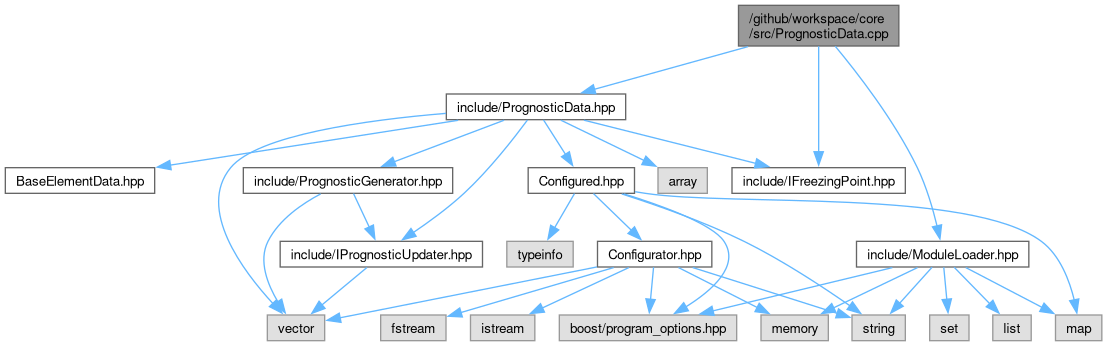 /github/workspace/core
/src/PrognosticData.cpp
include/PrognosticData.hpp
BaseElementData.hpp
include/PrognosticGenerator.hpp
Configured.hpp
array
include/IFreezingPoint.hpp
typeinfo
include/IPrognosticUpdater.hpp
Configurator.hpp
include/ModuleLoader.hpp
vector
fstream
istream
boost/program_options.hpp
memory
string
set
list
map